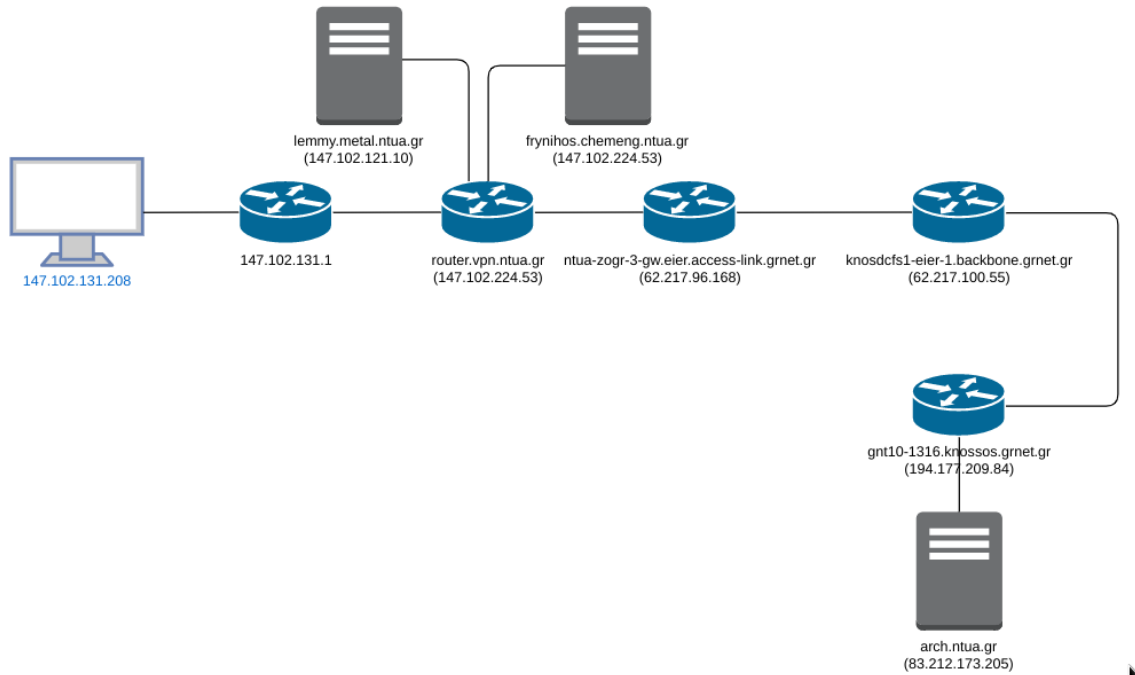 lemmy.metal.ntua.gr
(147.102.121.10)
frynihos.chemeng.ntua.gr
(147.102.224.53)
147.102.131.208
147.102.131.1
router.vpn.ntua.gr
(147.102.224.53)
ntua-zogr-3-gw.eier.access-link.grnet.gr
(62.217.96.168)
knosdcfs1-eier-1.backbone.grnet.gr
(62.217.100.55)
gnt10-1316.knossos.grnet.gr
(194.177.209.84)
arch.ntua.gr
(83.212.173.205)